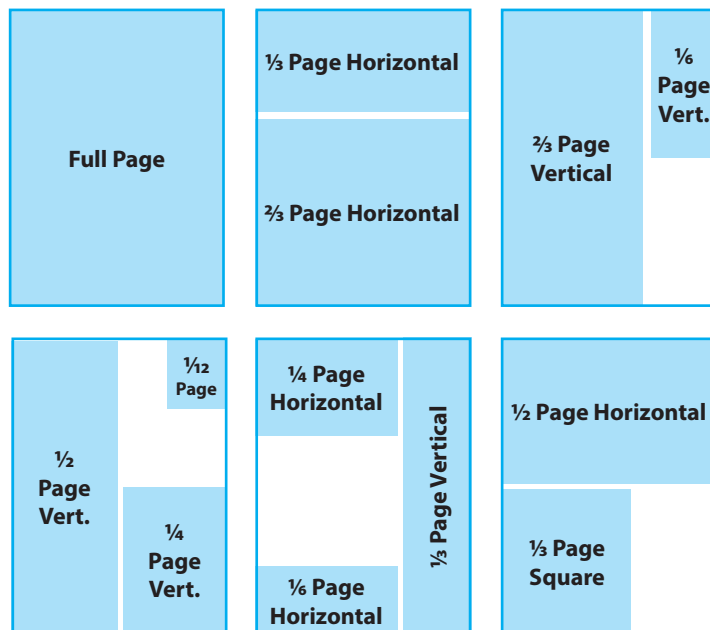 Full Page
⅓ Page Horizontal
⅔ Page Horizontal
⅔ Page
Vertical
⅙
Page
Vert.
½
Page
Vert.
1/12
Page
¼
Page
Vert.
¼ Page
Horizontal
⅙ Page
Horizontal
⅓ Page Vertical
½ Page Horizontal
⅓ Page
Square